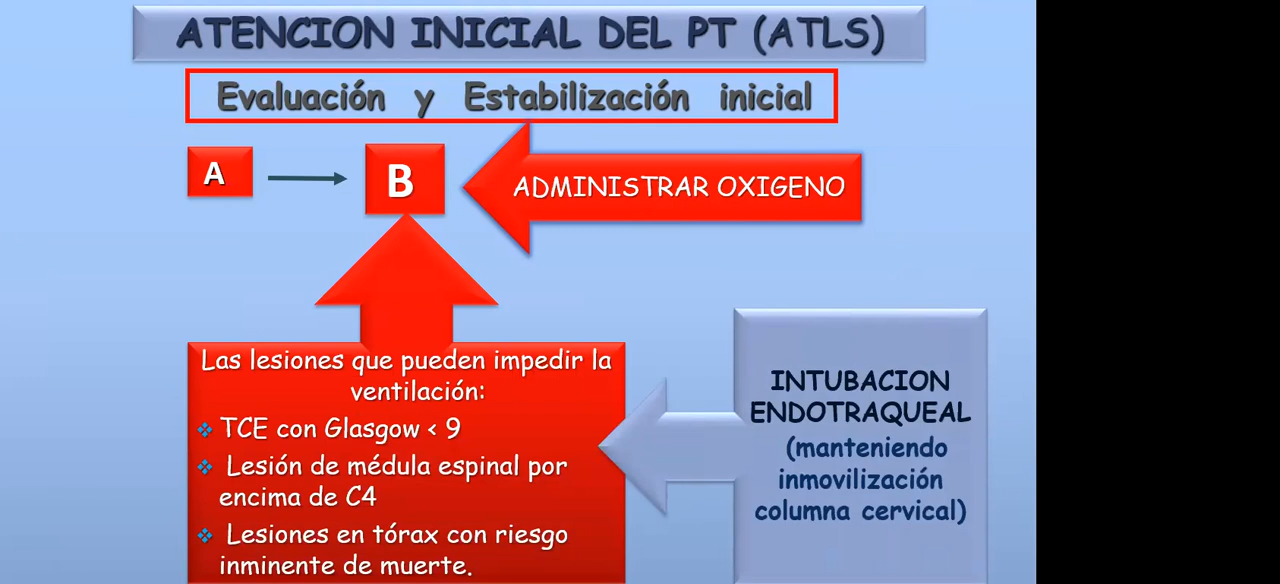 ATENCION INICIAL DEL PT (ATLS)
Evaluación y Estabilización inicial
A
B
ADMINISTRAR OXIGENO
Las lesiones que pueden impedir la
ventilación:
❖ TCE con Glasgow < 9
❖ Lesión de médula espinal por
encima de C4
❖ Lesiones en tórax con riesgo
inminente de muerte.
INTUBACION
ENDOTRAQUEAL
(manteniendo
inmovilización
columna cervical)